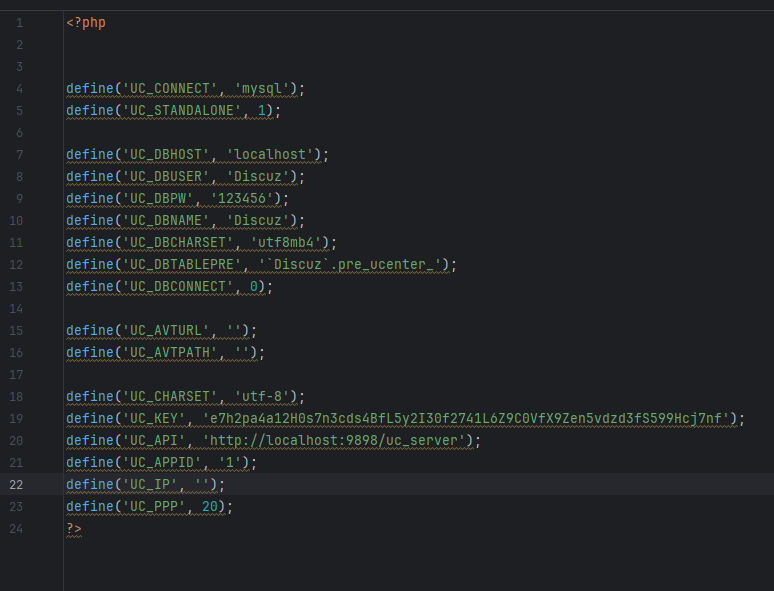 1 <?php
2
3
4 define('UC_CONNECT', 'mysql');
5 define('UC_STANDALONE', 1);
6
7 define('UC_DBHOST', 'localhost');
8 define('UC_DBUSER', 'Discuz');
9 define('UC_DBPW', '123456');
10 define('UC_DBNAME', 'Discuz');
11 define('UC_DBCHARSET', 'utf8mb4');
12 define('UC_DBTABLEPRE', '`Discuz`.pre_ucenter_');
13 define('UC_DBCONNECT', 0);
14
15 define('UC_AVTURL', '');
16 define('UC_AVTPATH', '');
17
18 define('UC_CHARSET', 'utf-8');
19 define('UC_KEY', 'e7h2pa4a12H0s7n3cds4BfL5y2I30f2741L6Z9C0VfX9Zen5vdzd3fS599Hcj7nf');
20 define('UC_API', 'http://localhost:9898/uc_server');
21 define('UC_APPID', '1');
22 define('UC_IP', '');
23 define('UC_PPP', 20);
24 ?>